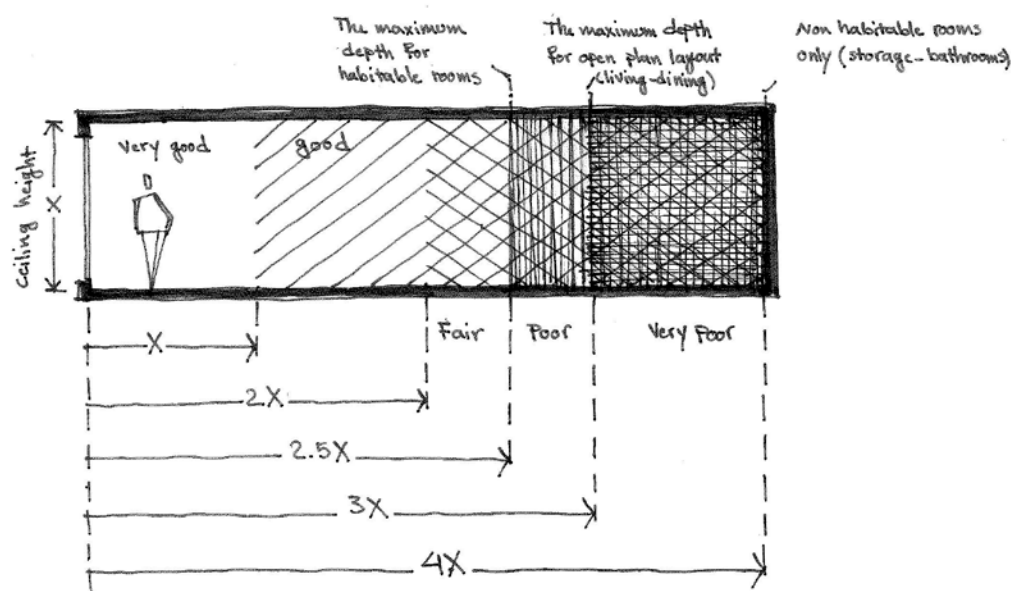 The maximum
depth for
habitable rooms
The maximum depth
for open plan layout
(living-dining)
Non habitable rooms
only (storage-bathrooms)
very good
good
ceiling height
X
Fair
Poor
Very Poor
X
2X
2.5X
3X
4X